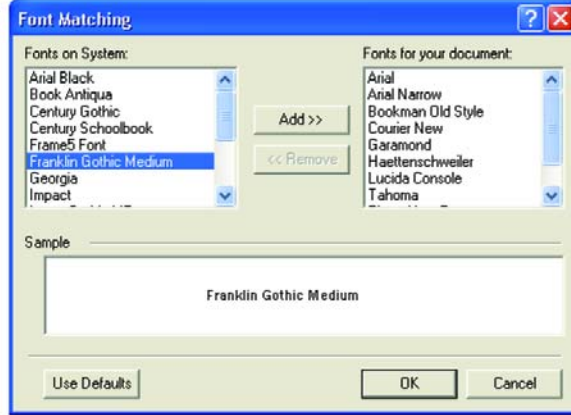 Font Matching
Fonts on System:
Arial Black
Book Antiqua
Century Gothic
Century Schoolbook
Frame5 Font
Franklin Gothic Medium
Georgia
Impact
Add >>
<< Remove
Fonts for your document:
Arial
Arial Narrow
Bookman Old Style
Courier New
Garamond
Haettenschweiler
Lucida Console
Tahoma
Sample
Franklin Gothic Medium
Use Defaults
OK
Cancel